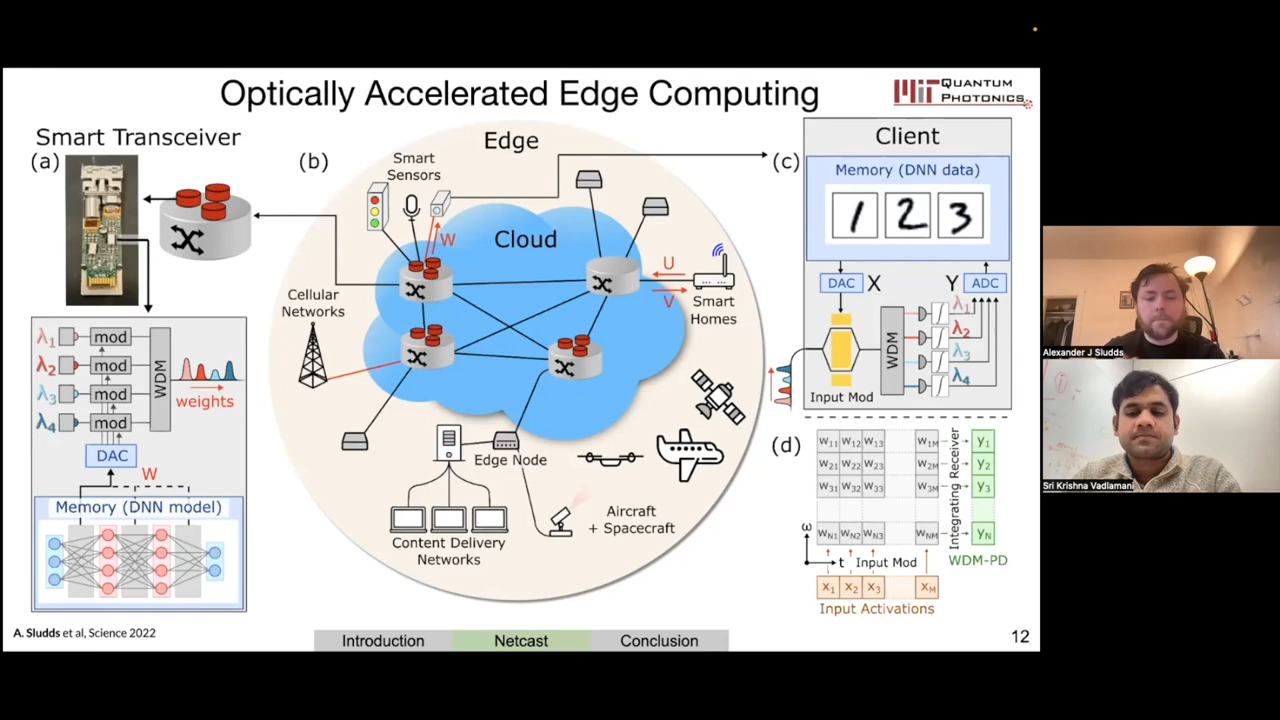 Optically Accelerated Edge Computing
MIT QUANTUM PHOTONICS
Smart Transceiver
(a)
λ1 mod
λ2 mod
λ3 mod
λ4 mod
WDM
weights
DAC
W
Memory (DNN model)
(b)
Edge
Smart
Sensors
W
Cloud
Cellular
Networks
U
V
Smart
Homes
Edge Node
Content Delivery
Networks
Aircraft
+ Spacecraft
(c)
Client
Memory (DNN data)
1 2 3
DAC X Y ADC
WDM
λ1
λ2
λ3
λ4
Input Mod
(d)
w11 w12 w13 w1M y1
w21 w22 w23 w2M y2
w31 w32 w33 w3M y3
wN1 wN2 wN3 wNM yN
Integrating Receiver
ω
t Input Mod WDM-PD
x1 x2 x3 xM
Input Activations
A. Sludds et al, Science 2022
Introduction Netcast Conclusion
12
Alexander J Sludds
Sri Krishna Vadlamani